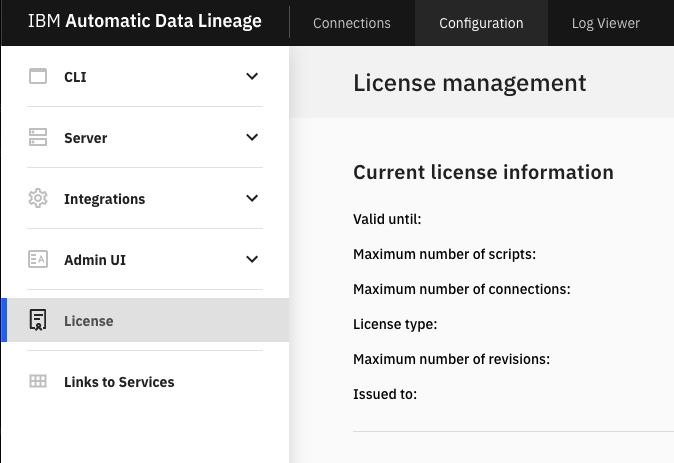 IBM Automatic Data Lineage
Connections
Configuration
Log Viewer
CLI
Server
Integrations
Admin UI
License
Links to Services
License management
Current license information
Valid until:
Maximum number of scripts:
Maximum number of connections:
License type:
Maximum number of revisions:
Issued to: